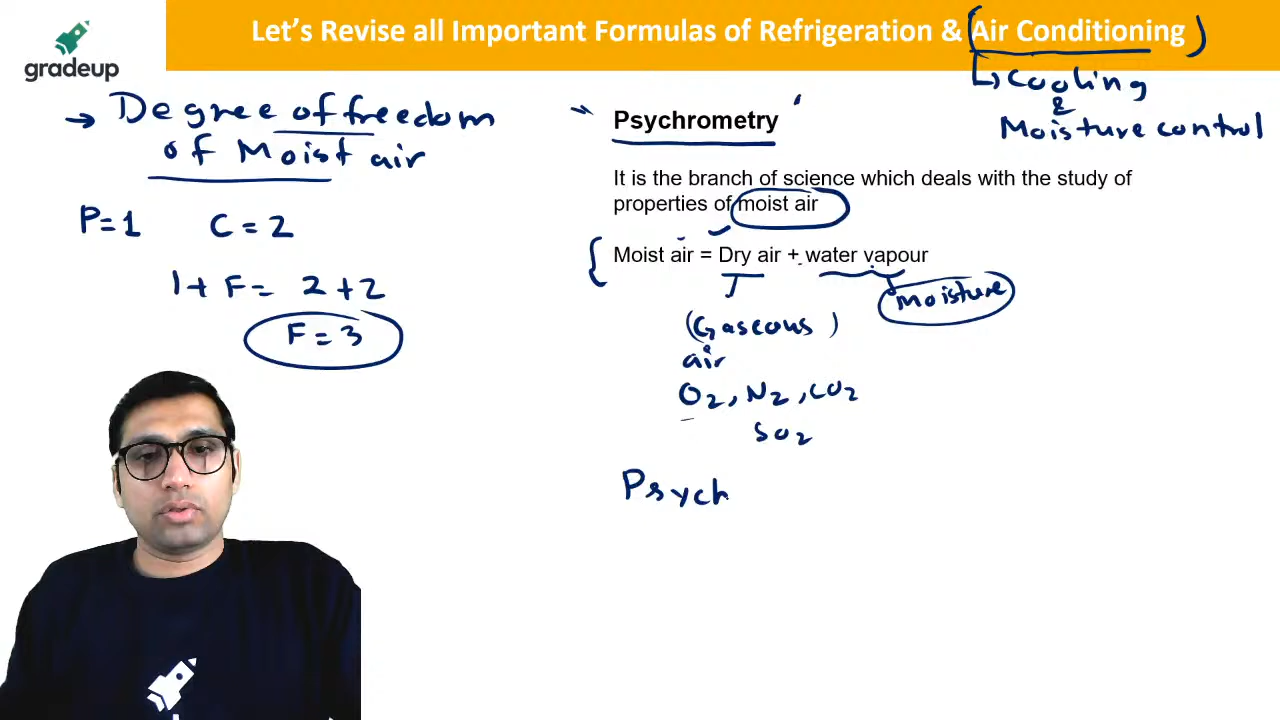 Let's Revise all Important Formulas of Refrigeration & Air Conditioning
gradeup
→ Degree of freedom
of Moist air
P=1 C=2
1+ F= 2+2
F=3
↳ Cooling
&
Moisture control
Psychrometry
It is the branch of science which deals with the study of
properties of moist air
Moist air = Dry air + water vapour
moisture
(Gaseous)
air
O2, N2, CO2
SO2
Psych